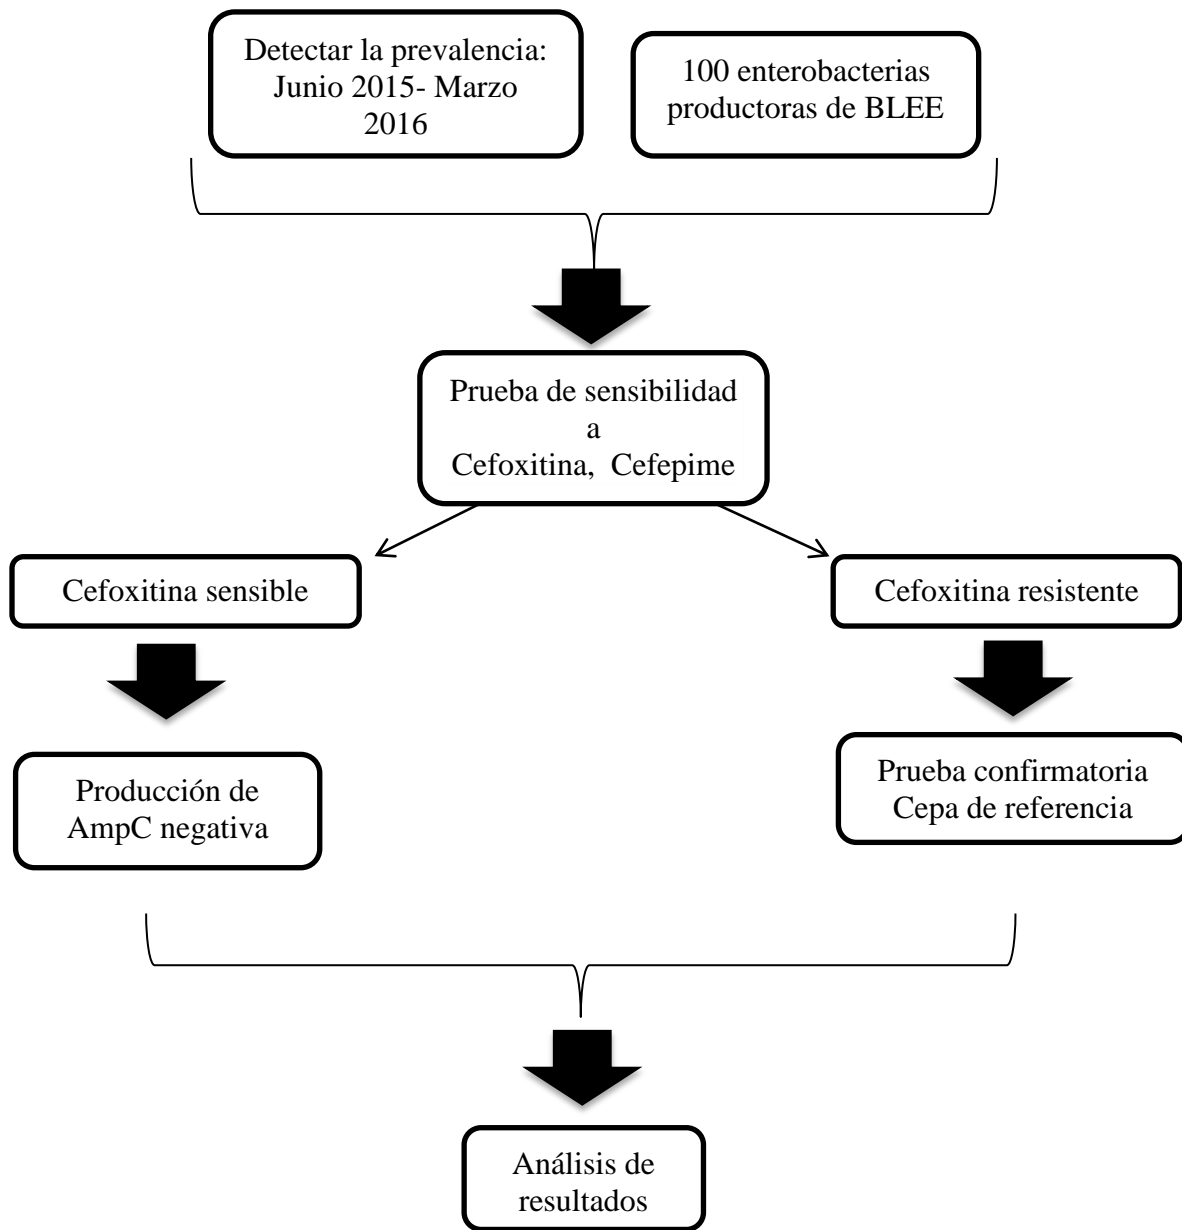 Detectar la prevalencia:
Junio 2015- Marzo
2016
100 enterobacterias
productoras de BLEE
Prueba de sensibilidad
a
Cefoxitina, Cefepime
Cefoxitina sensible
Cefoxitina resistente
Producción de
AmpC negativa
Prueba confirmatoria
Cepa de referencia
Análisis de
resultados